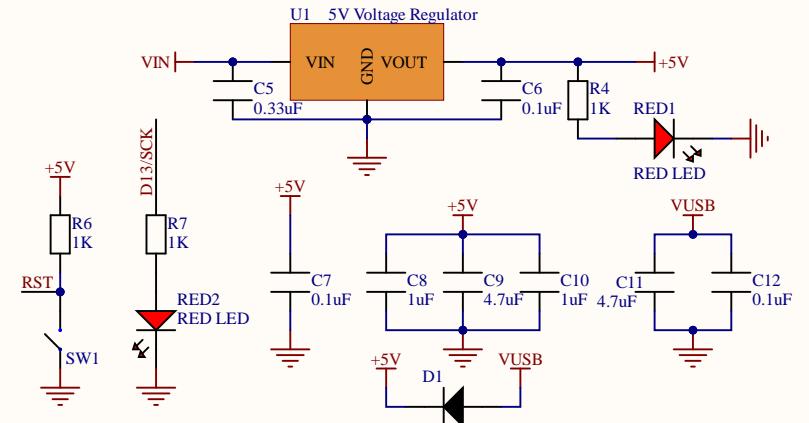 U1 5V Voltage Regulator
VIN
VIN
GND
VOUT
+5V
C5
0.33uF
C6
0.1uF
R4
1K
RED1
RED LED
+5V
R6
1K
RST
SW1
D13/SCK
R7
1K
RED2
RED LED
+5V
C7
0.1uF
+5V
C8
1uF
C9
4.7uF
C10
1uF
VUSB
C11
4.7uF
C12
0.1uF
+5V
D1
VUSB